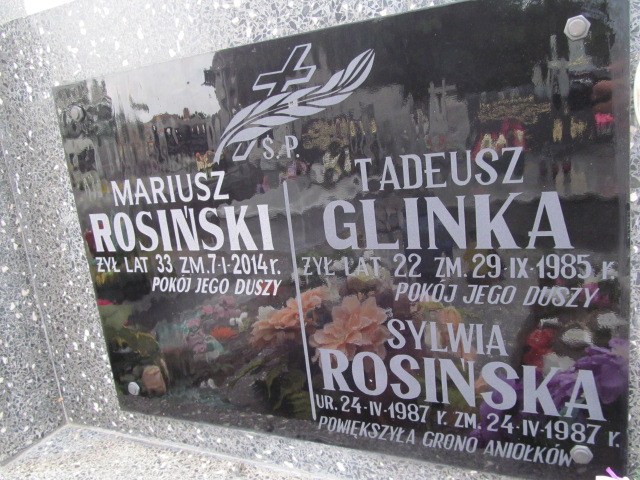 Ś.P.
MARIUSZ
ROSIŃSKI
ŻYŁ LAT 33 ZM.7-I-2014 r.
POKÓJ JEGO DUSZY
TADEUSZ
GLINKA
ŻYŁ LAT 22 ZM. 29-IX-1985 r.
POKÓJ JEGO DUSZY
SYLWIA
ROSIŃSKA
UR. 24-IV-1987 r. ZM. 24-IV-1987 r.
POWIĘKSZYŁA GRONO ANIOŁKÓW